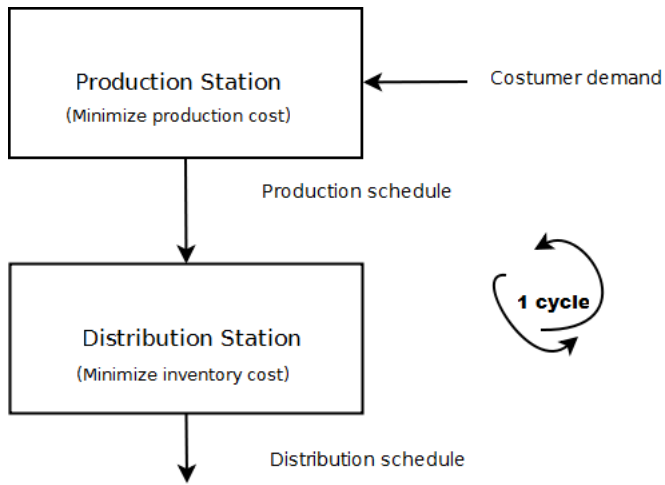 Production Station
(Minimize production cost)
Costumer demand
Production schedule
1 cycle
Distribution Station
(Minimize inventory cost)
Distribution schedule